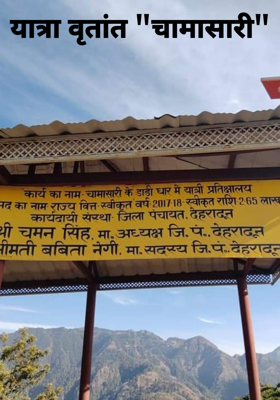 यात्रा वृतांत "चामासारी"
कार्य का नाम- चामासारी के डांडी धार मे यात्री प्रतिक्षालय
मद का नाम राज्य वित्त-स्वीकृत वर्ष-2017-18-स्वीकृत राशि 2.65 लाख
कार्यदायी संस्था- जिला पंचायत, देहरादून
श्री चमन सिंह, मा. अध्यक्ष जि. पं., देहरादून
श्रीमती बबिता नेगी, मा. सदस्य जि.पं. देहरादून